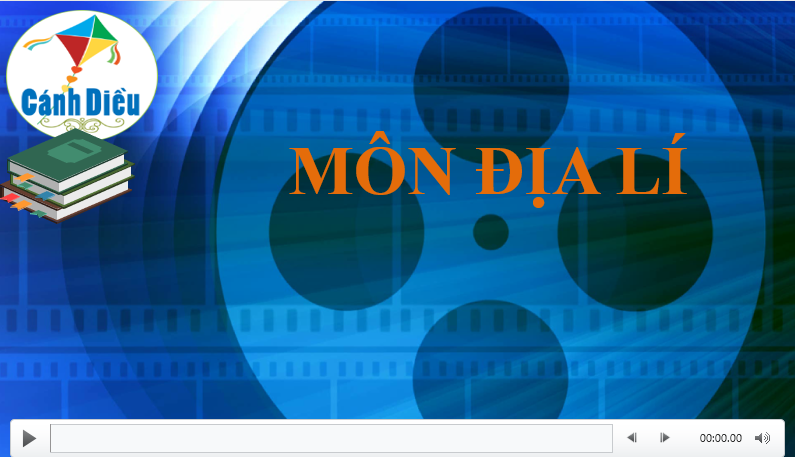 Cánh Diều
MÔN ĐỊA LÍ
00:00.00